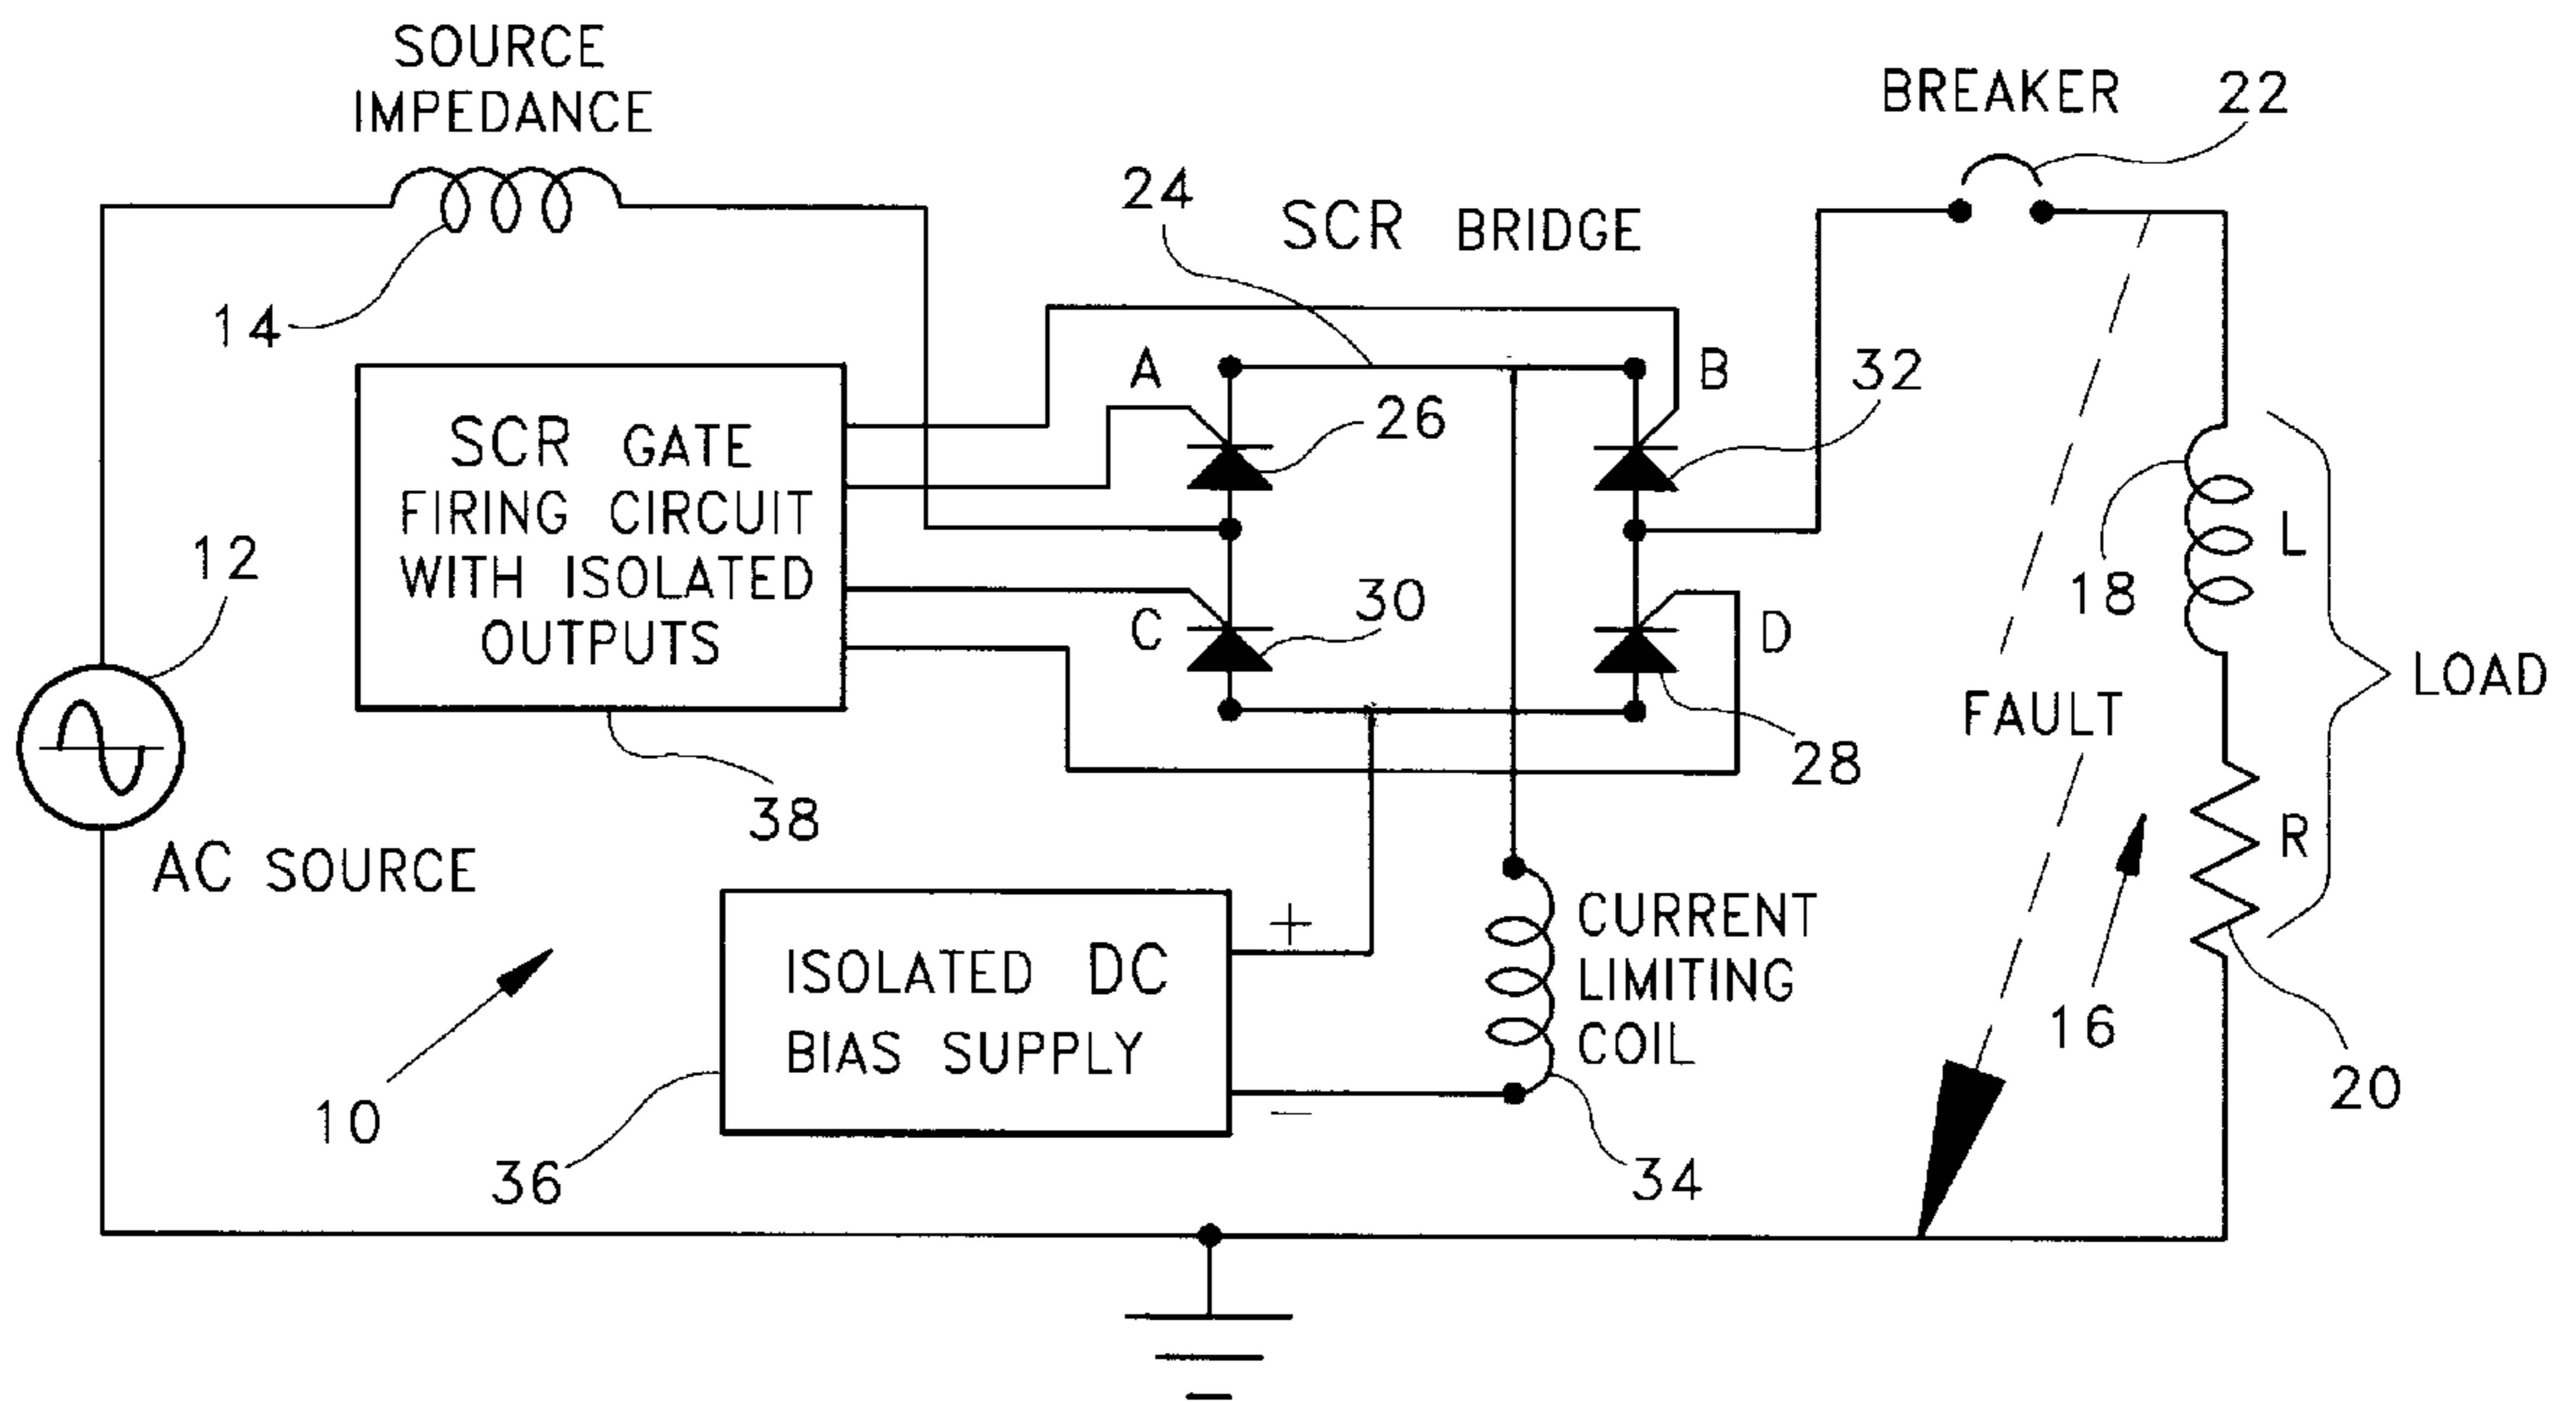 SOURCE
IMPEDANCE
14
BREAKER 22
24
SCR BRIDGE
A
B
26
32
SCR GATE
FIRING CIRCUIT
WITH ISOLATED
OUTPUTS
C
30
D
28
38
12
AC SOURCE
18
L
LOAD
FAULT
R
16
20
ISOLATED DC
BIAS SUPPLY
+
−
CURRENT
LIMITING
COIL
34
36
10